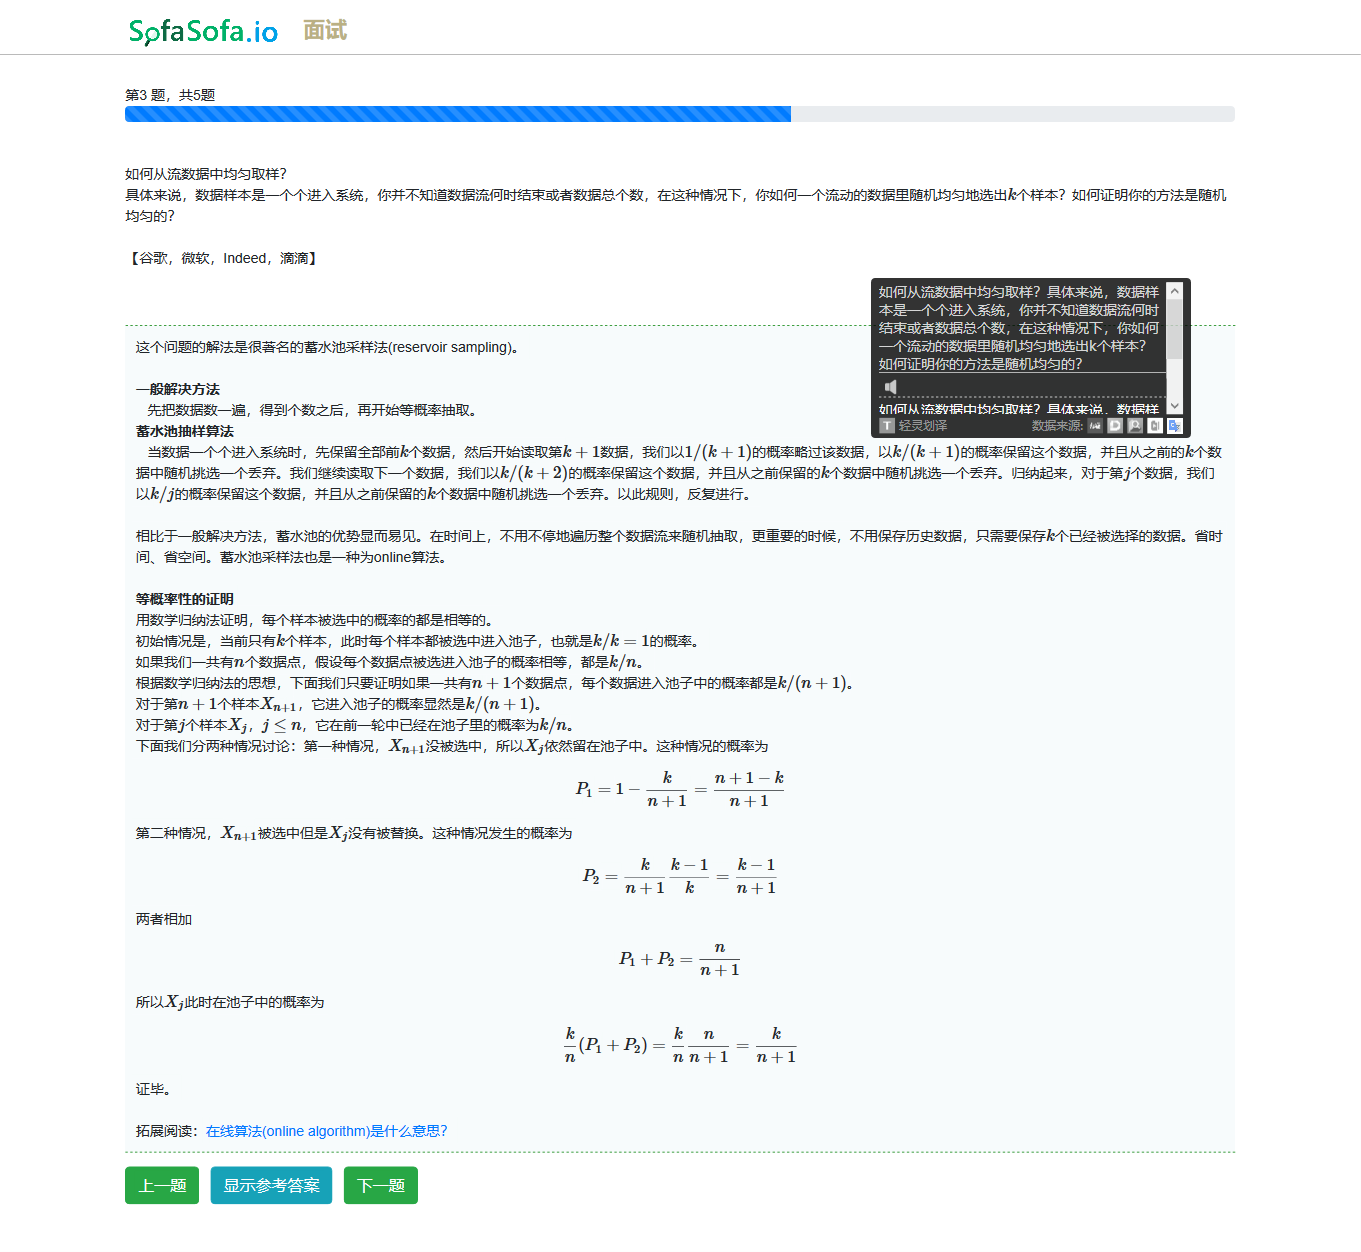 SofaSofa.io 面试
第3 题，共5题
如何从流数据中均匀取样？
具体来说，数据样本是一个个进入系统，你并不知道数据流何时结束或者数据总个数，在这种情况下，你如何一个流动的数据里随机均匀地选出k个样本？如何证明你的方法是随机
均匀的？
【谷歌，微软，Indeed，滴滴】
如何从流数据中均匀取样？具体来说，数据样
本是一个个进入系统，你并不知道数据流何时
结束或者数据总个数，在这种情况下，你如何
一个流动的数据里随机均匀地选出k个样本？
如何证明你的方法是随机均匀的？
如何从流数据中均匀取样？具体来说，数据样
T 轻灵划译 数据来源:
这个问题的解法是很著名的蓄水池采样法(reservoir sampling)。
一般解决方法
先把数据数一遍，得到个数之后，再开始等概率抽取。
蓄水池抽样算法
当数据一个个进入系统时，先保留全部前k个数据，然后开始读取第k + 1数据，我们以1/(k + 1)的概率略过该数据，以k/(k + 1)的概率保留这个数据，并且从之前的k个数
据中随机挑选一个丢弃。我们继续读取下一个数据，我们以k/(k + 2)的概率保留这个数据，并且从之前保留的k个数据中随机挑选一个丢弃。归纳起来，对于第j个数据，我们
以k/j的概率保留这个数据，并且从之前保留的k个数据中随机挑选一个丢弃。以此规则，反复进行。
相比于一般解决方法，蓄水池的优势显而易见。在时间上，不用不停地遍历整个数据流来随机抽取，更重要的时候，不用保存历史数据，只需要保存k个已经被选择的数据。省时
间、省空间。蓄水池采样法也是一种为online算法。
等概率性的证明
用数学归纳法证明，每个样本被选中的概率的都是相等的。
初始情况是，当前只有k个样本，此时每个样本都被选中进入池子，也就是k/k = 1的概率。
如果我们一共有n个数据点，假设每个数据点被选进入池子的概率相等，都是k/n。
根据数学归纳法的思想，下面我们只要证明如果一共有n + 1个数据点，每个数据进入池子中的概率都是k/(n + 1)。
对于第n + 1个样本X_{n+1}，它进入池子的概率显然是k/(n + 1)。
对于第j个样本X_j，j ≤ n，它在前一轮中已经在池子里的概率为k/n。
下面我们分两种情况讨论：第一种情况，X_{n+1}没被选中，所以X_j依然留在池子中。这种情况的概率为
P_1 = 1 − \frac{k}{n + 1} = \frac{n + 1 − k}{n + 1}
第二种情况，X_{n+1}被选中但是X_j没有被替换。这种情况发生的概率为
P_2 = \frac{k}{n + 1} \frac{k − 1}{k} = \frac{k − 1}{n + 1}
两者相加
P_1 + P_2 = \frac{n}{n + 1}
所以X_j此时在池子中的概率为
\frac{k}{n}(P_1 + P_2) = \frac{k}{n} \frac{n}{n + 1} = \frac{k}{n + 1}
证毕。
拓展阅读：在线算法(online algorithm)是什么意思?
上一题 显示参考答案 下一题